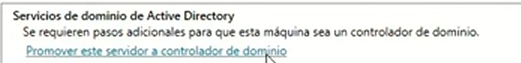 Servicios de dominio de Active Directory
Se requieren pasos adicionales para que esta máquina sea un controlador de dominio.
Promover este servidor a controlador de dominio